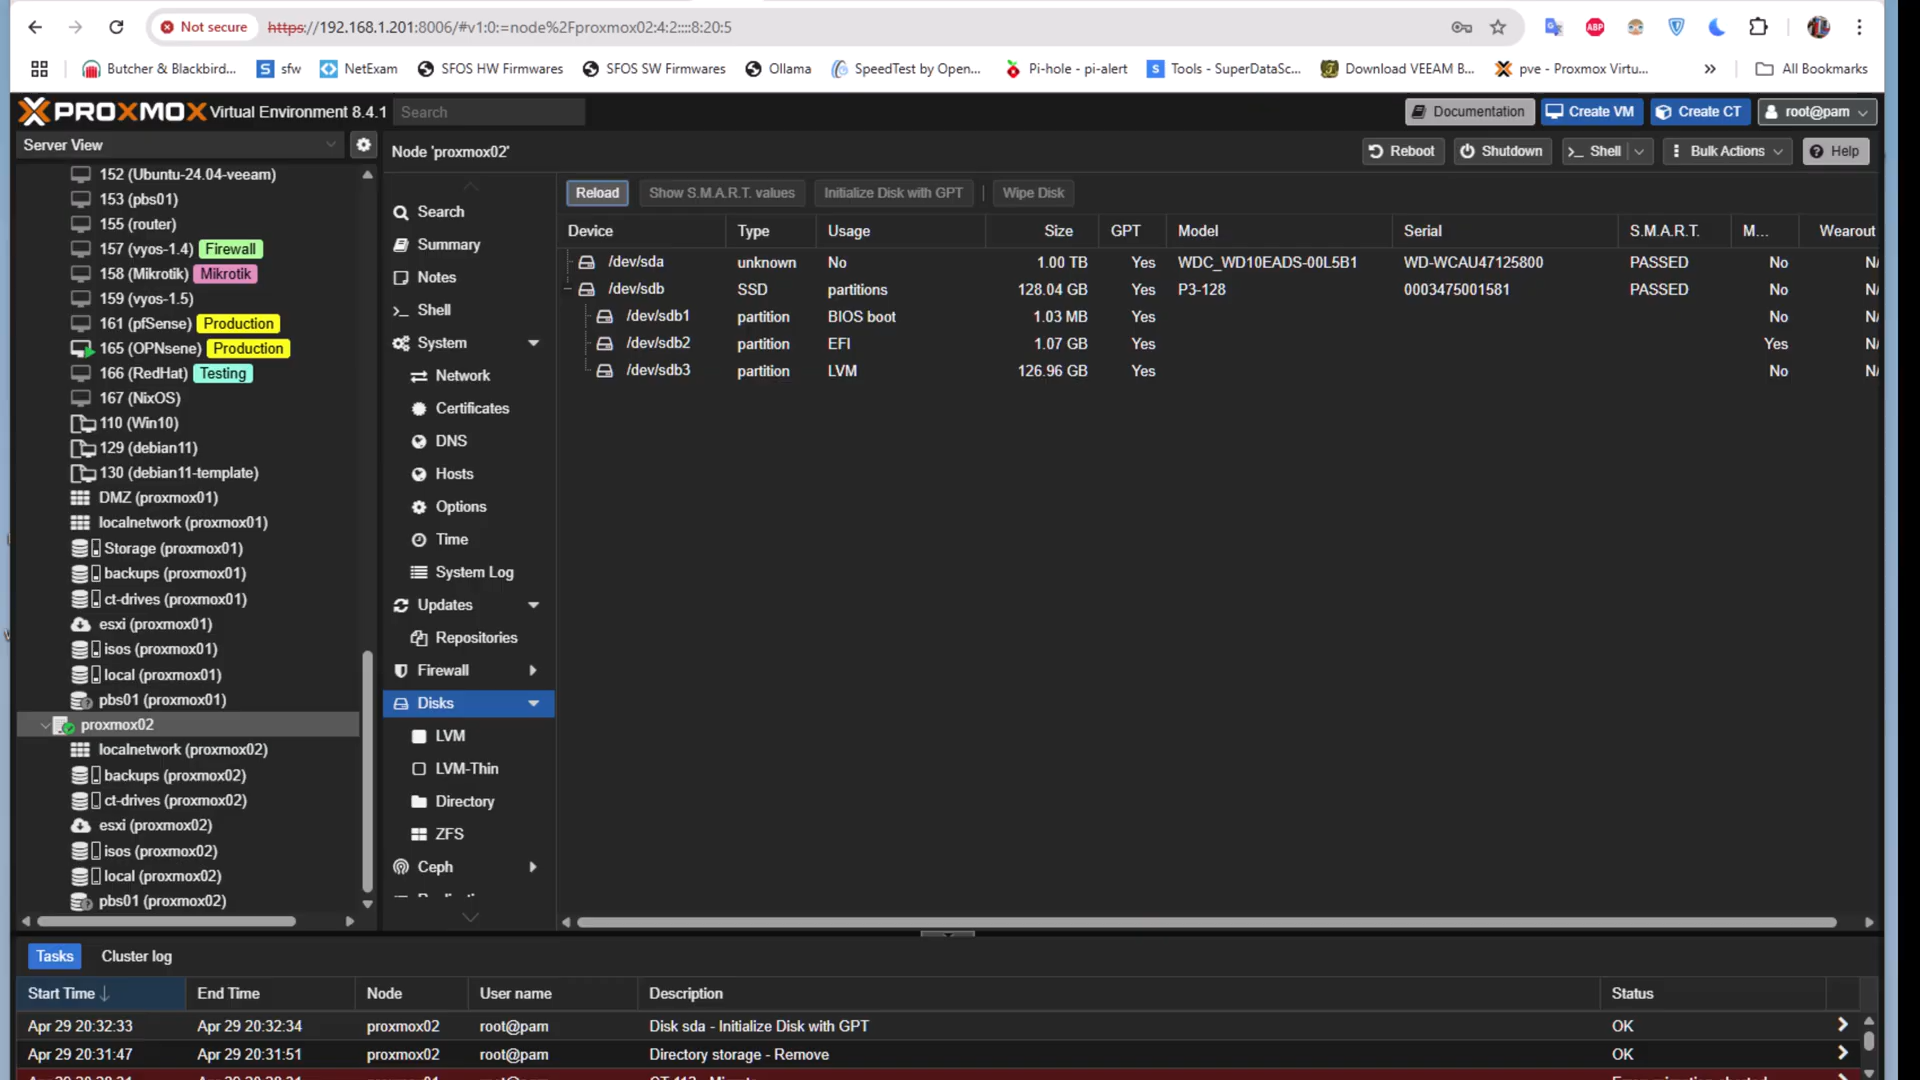 Not secure https://192.168.1.201:8006/#v1:0:=node%2Fproxmox02:4:2::::8:20:5
Butcher & Blackbird... sfw NetExam SFOS HW Firmwares SFOS SW Firmwares Ollama SpeedTest by Open... Pi-hole - pi-alert Tools - SuperDataSc... Download VEEAM B... pve - Proxmox Virtu... » All Bookmarks
PROXMOX Virtual Environment 8.4.1 Search Documentation Create VM Create CT root@pam
Server View
Node 'proxmox02' Reboot Shutdown >_ Shell Bulk Actions Help
152 (Ubuntu-24.04-veeam)
153 (pbs01)
155 (router)
157 (vyos-1.4) Firewall
158 (Mikrotik) Mikrotik
159 (vyos-1.5)
161 (pfSense) Production
165 (OPNsene) Production
166 (RedHat) Testing
167 (NixOS)
110 (Win10)
129 (debian11)
130 (debian11-template)
DMZ (proxmox01)
localnetwork (proxmox01)
Storage (proxmox01)
backups (proxmox01)
ct-drives (proxmox01)
esxi (proxmox01)
isos (proxmox01)
local (proxmox01)
pbs01 (proxmox01)
proxmox02
localnetwork (proxmox02)
backups (proxmox02)
ct-drives (proxmox02)
esxi (proxmox02)
isos (proxmox02)
local (proxmox02)
pbs01 (proxmox02)
Search
Summary
Notes
>_ Shell
System
Network
Certificates
DNS
Hosts
Options
Time
System Log
Updates
Repositories
Firewall
Disks
LVM
LVM-Thin
Directory
ZFS
Ceph
Reload Show S.M.A.R.T. values Initialize Disk with GPT Wipe Disk
Device Type Usage Size GPT Model Serial S.M.A.R.T. M... Wearout
/dev/sda unknown No 1.00 TB Yes WDC_WD10EADS-00L5B1 WD-WCAU47125800 PASSED No N/
/dev/sdb SSD partitions 128.04 GB Yes P3-128 0003475001581 PASSED No N/
/dev/sdb1 partition BIOS boot 1.03 MB Yes No N/
/dev/sdb2 partition EFI 1.07 GB Yes Yes N/
/dev/sdb3 partition LVM 126.96 GB Yes No N/
Tasks Cluster log
Start Time End Time Node User name Description Status
Apr 29 20:32:33 Apr 29 20:32:34 proxmox02 root@pam Disk sda - Initialize Disk with GPT OK
Apr 29 20:31:47 Apr 29 20:31:51 proxmox02 root@pam Directory storage - Remove OK